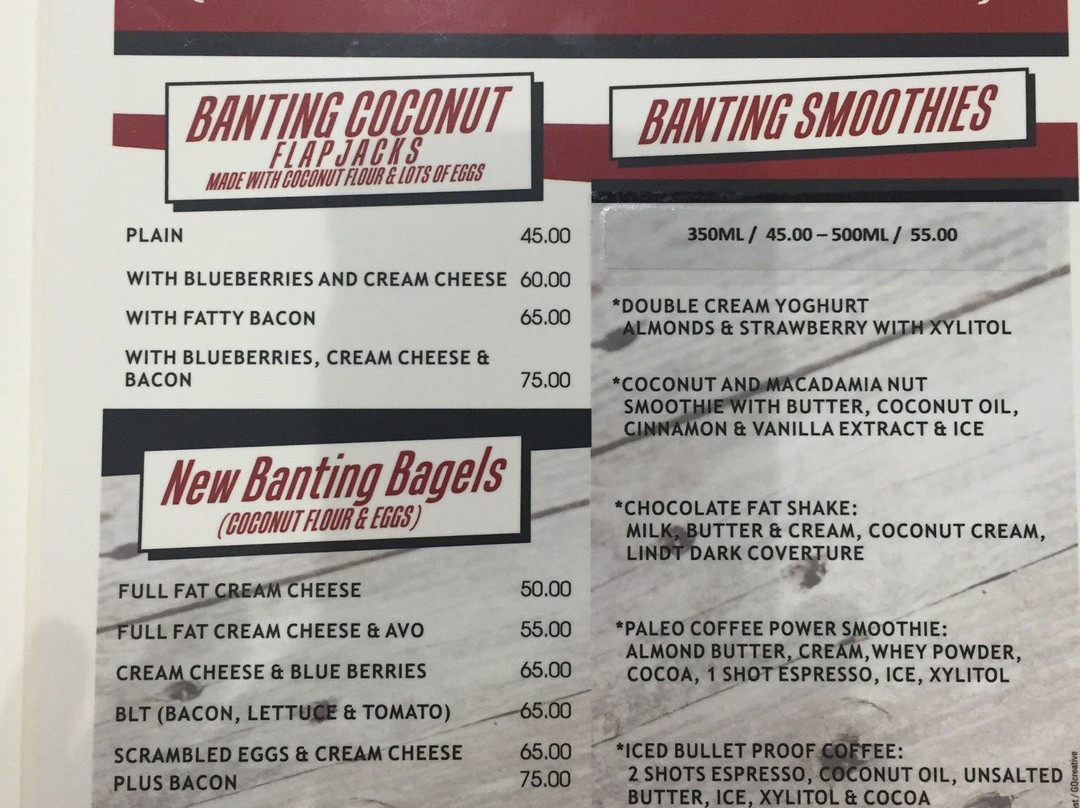 BANTING COCONUT
FLAPJACKS
MADE WITH COCONUT FLOUR & LOTS OF EGGS
PLAIN 45.00
WITH BLUEBERRIES AND CREAM CHEESE 60.00
WITH FATTY BACON 65.00
WITH BLUEBERRIES, CREAM CHEESE &
BACON 75.00
New Banting Bagels
(COCONUT FLOUR & EGGS)
FULL FAT CREAM CHEESE 50.00
FULL FAT CREAM CHEESE & AVO 55.00
CREAM CHEESE & BLUE BERRIES 65.00
BLT (BACON, LETTUCE & TOMATO) 65.00
SCRAMBLED EGGS & CREAM CHEESE 65.00
PLUS BACON 75.00
BANTING SMOOTHIES
350ML / 45.00 – 500ML / 55.00
*DOUBLE CREAM YOGHURT
ALMONDS & STRAWBERRY WITH XYLITOL
*COCONUT AND MACADAMIA NUT
SMOOTHIE WITH BUTTER, COCONUT OIL,
CINNAMON & VANILLA EXTRACT & ICE
*CHOCOLATE FAT SHAKE:
MILK, BUTTER & CREAM, COCONUT CREAM,
LINDT DARK COVERTURE
*PALEO COFFEE POWER SMOOTHIE:
ALMOND BUTTER, CREAM, WHEY POWDER,
COCOA, 1 SHOT ESPRESSO, ICE, XYLITOL
*ICED BULLET PROOF COFFEE:
2 SHOTS ESPRESSO, COCONUT OIL, UNSALTED
BUTTER, ICE, XYLITOL & COCOA
/ GOcreative